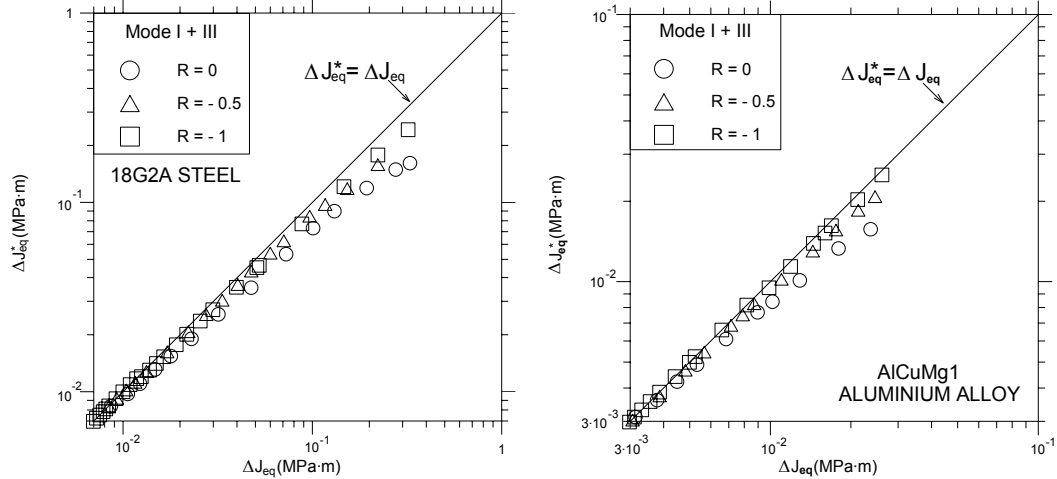 1
Mode I + III
R = 0
R = - 0.5
R = - 1
ΔJ*eq = ΔJeq
18G2A STEEL
10⁻¹
10⁻²
ΔJ*eq(MPa·m)
10⁻² 10⁻¹ 1
ΔJeq(MPa·m)
10⁻¹
Mode I + III
R = 0
R = - 0.5
R = - 1
ΔJ*eq = ΔJeq
10⁻²
ΔJ*eq(MPa·m)
AlCuMg1
ALUMINIUM ALLOY
3·10⁻³
3·10⁻³ 10⁻² 10⁻¹
ΔJeq(MPa·m)